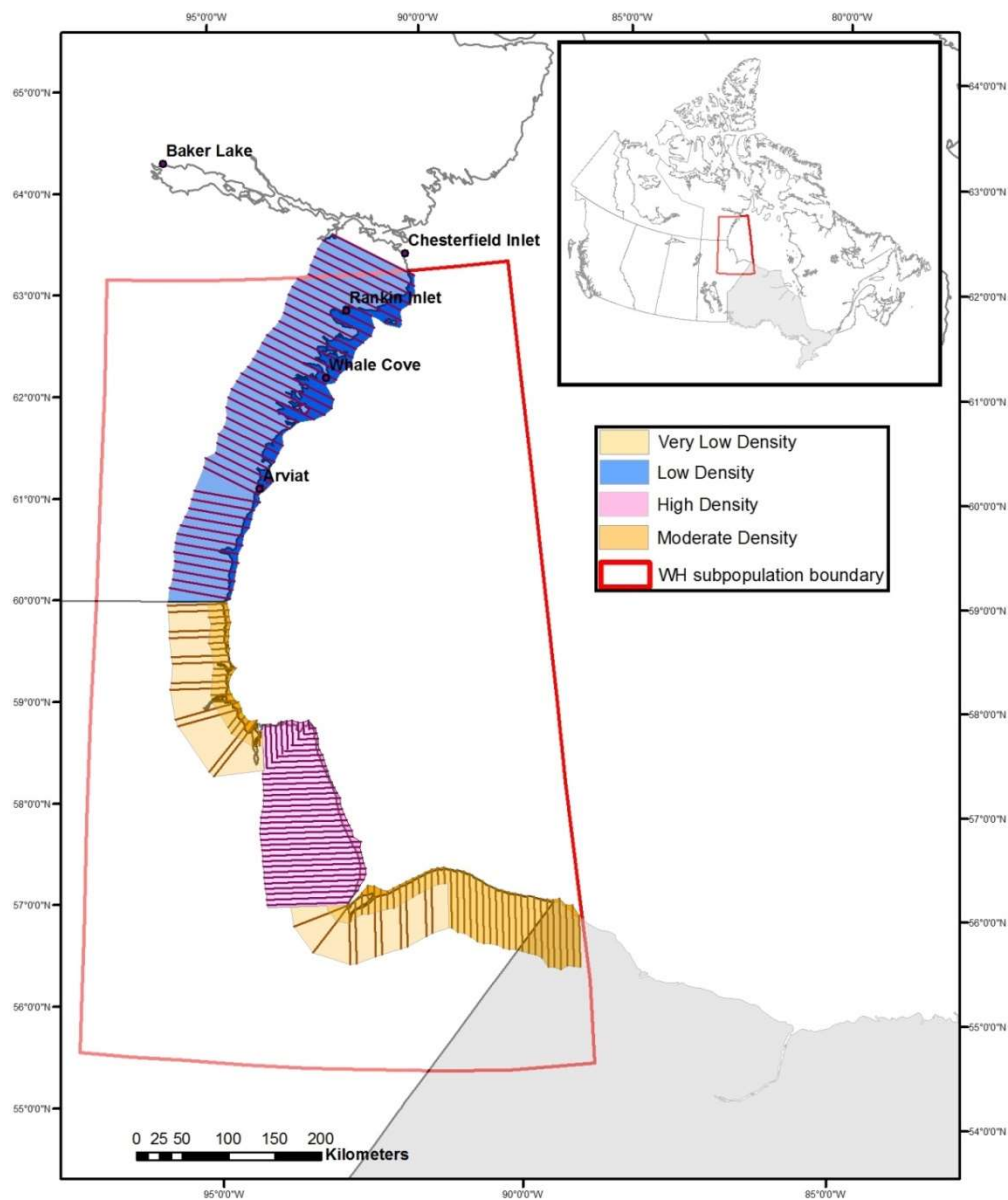 95°0'0"W 90°0'0"W 85°0'0"W 80°0'0"W
65°0'0"N
64°0'0"N
63°0'0"N
62°0'0"N
61°0'0"N
60°0'0"N
59°0'0"N
58°0'0"N
57°0'0"N
56°0'0"N
55°0'0"N
Baker Lake
Chesterfield Inlet
Rankin Inlet
Whale Cove
Arviat
Very Low Density
Low Density
High Density
Moderate Density
WH subpopulation boundary
64°0'0"N
63°0'0"N
62°0'0"N
61°0'0"N
60°0'0"N
59°0'0"N
58°0'0"N
57°0'0"N
56°0'0"N
55°0'0"N
54°0'0"N
0 25 50 100 150 200
Kilometers
95°0'0"W 90°0'0"W 85°0'0"W